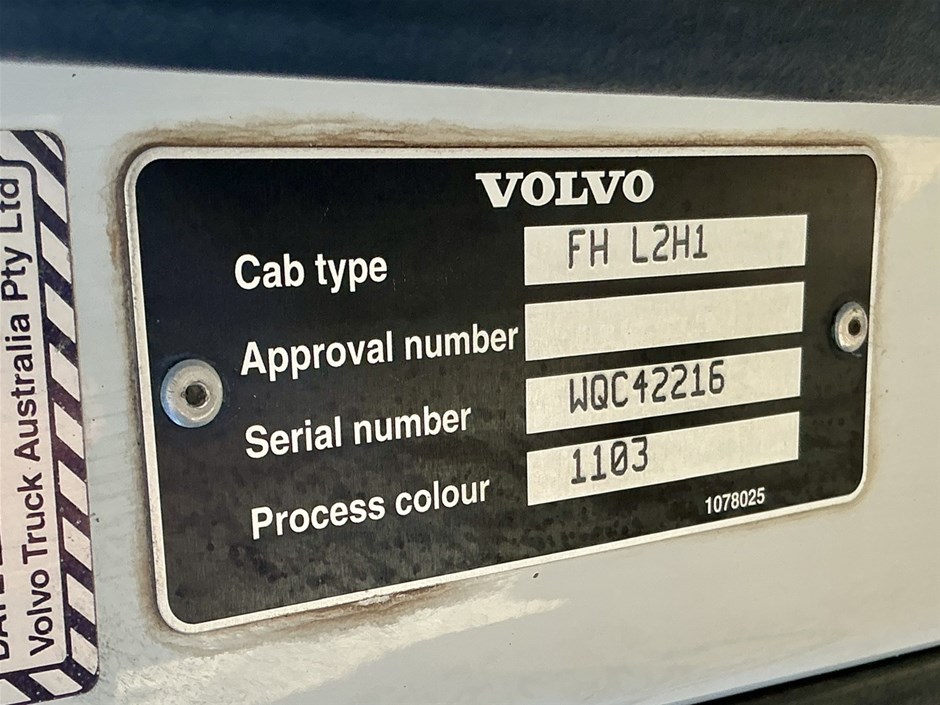 VOLVO
Cab type FH L2H1
Approval number
Serial number WQC42216
Process colour 1103
1078025
Volvo Truck Australia Pty Ltd